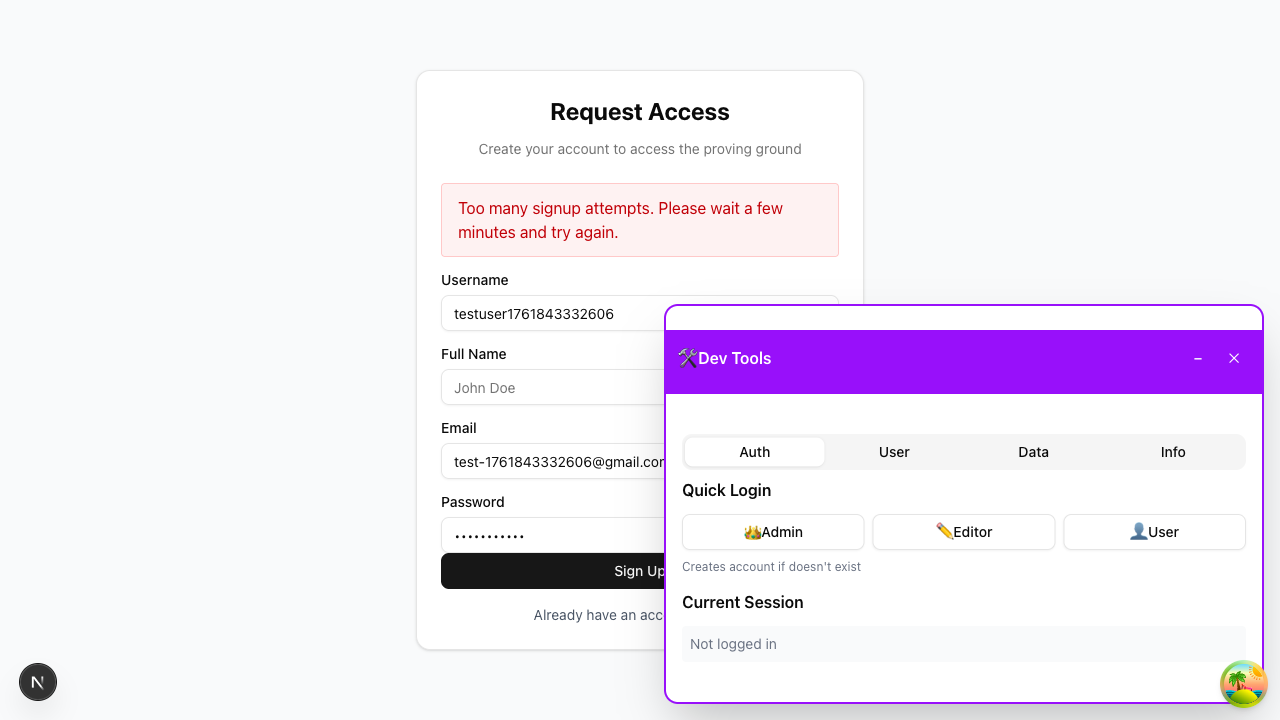 Request Access
Create your account to access the proving ground
Too many signup attempts. Please wait a few
minutes and try again.
Username
testuser1761843332606
Full Name
John Doe
Email
test-1761843332606@gmail.com
Password
Sign Up
Already have an acc
Dev Tools
Auth
User
Data
Info
Quick Login
Admin
Editor
User
Creates account if doesn't exist
Current Session
Not logged in
N